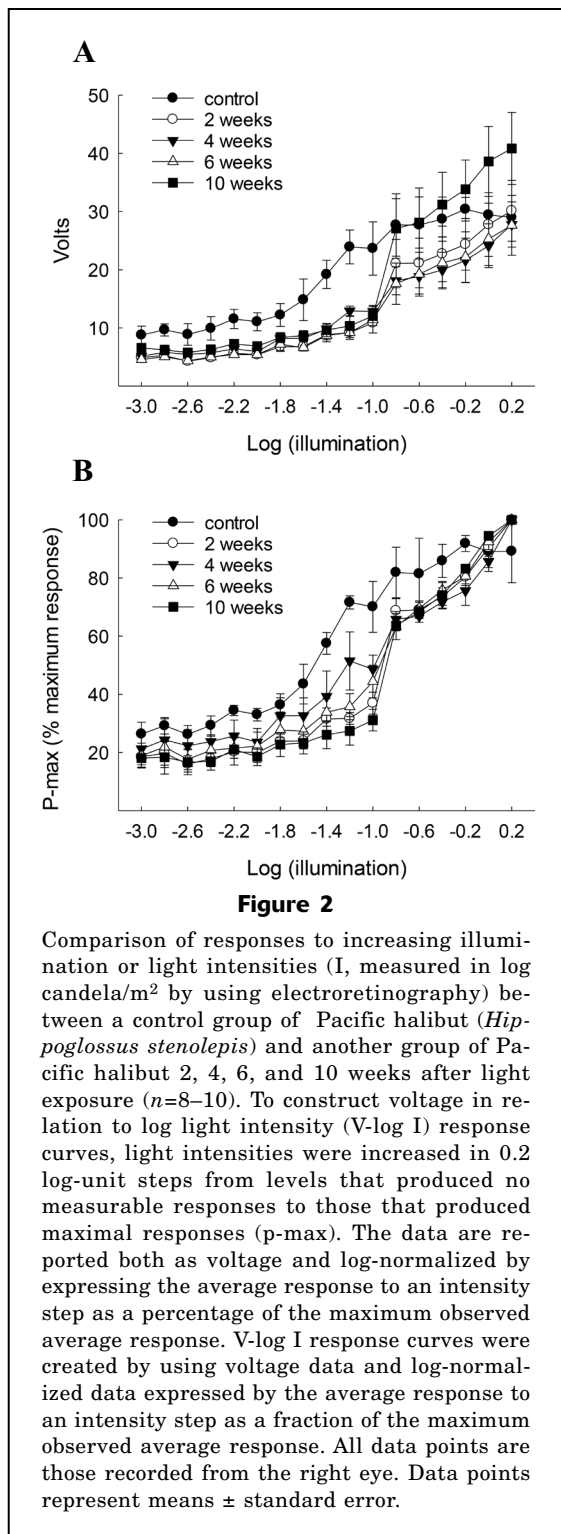 A
50
40
30
20
10
Volts
control
2 weeks
4 weeks
6 weeks
10 weeks
-3.0 -2.6 -2.2 -1.8 -1.4 -1.0 -0.6 -0.2 0.2
Log (illumination)
B
100
80
60
40
20
P-max (% maximum response)
control
2 weeks
4 weeks
6 weeks
10 weeks
-3.0 -2.6 -2.2 -1.8 -1.4 -1.0 -0.6 -0.2 0.2
Log (illumination)
Figure 2
Comparison of responses to increasing illumi-
nation or light intensities (I, measured in log
candela/m² by using electroretinography) be-
tween a control group of Pacific halibut (Hip-
poglossus stenolepis) and another group of Pa-
cific halibut 2, 4, 6, and 10 weeks after light
exposure (n=8–10). To construct voltage in re-
lation to log light intensity (V-log I) response
curves, light intensities were increased in 0.2
log-unit steps from levels that produced no
measurable responses to those that produced
maximal responses (p-max). The data are re-
ported both as voltage and log-normalized by
expressing the average response to an intensity
step as a percentage of the maximum observed
average response. V-log I response curves were
created by using voltage data and log-normal-
ized data expressed by the average response to
an intensity step as a fraction of the maximum
observed average response. All data points are
those recorded from the right eye. Data points
represent means ± standard error.